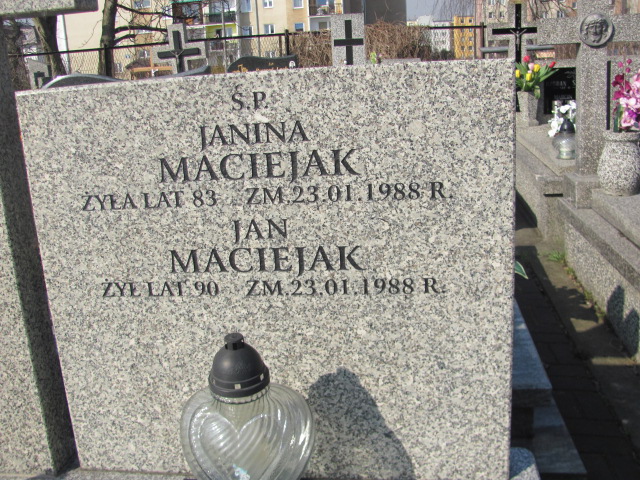 Ś.P.
JANINA
MACIEJAK
ŻYŁA LAT 83 ZM.23.01.1988 R.
JAN
MACIEJAK
ŻYŁ LAT 90 ZM.23.01.1988 R.